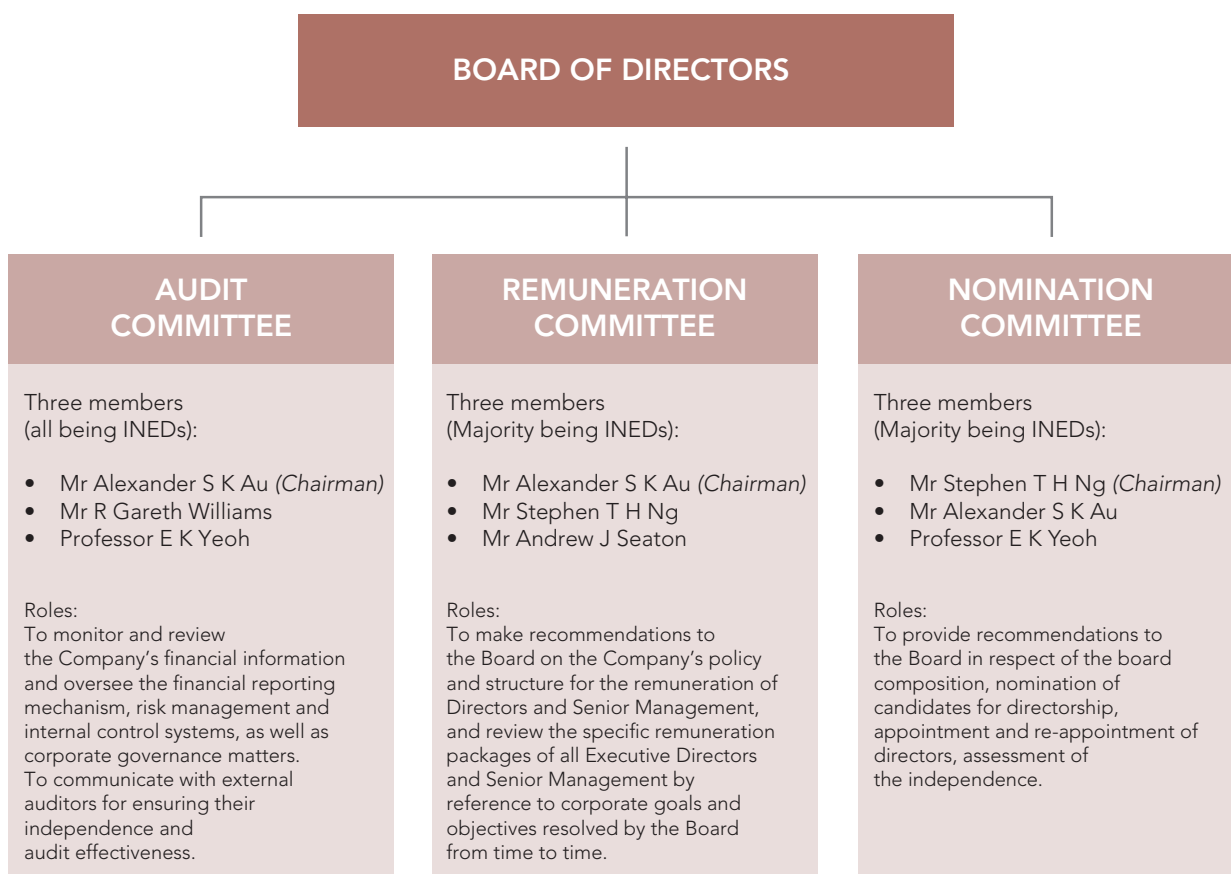 BOARD OF DIRECTORS
AUDIT
COMMITTEE
Three members
(all being INEDs):
• Mr Alexander S K Au (Chairman)
• Mr R Gareth Williams
• Professor E K Yeoh
Roles:
To monitor and review
the Company’s financial information
and oversee the financial reporting
mechanism, risk management and
internal control systems, as well as
corporate governance matters.
To communicate with external
auditors for ensuring their
independence and
audit effectiveness.
REMUNERATION
COMMITTEE
Three members
(Majority being INEDs):
• Mr Alexander S K Au (Chairman)
• Mr Stephen T H Ng
• Mr Andrew J Seaton
Roles:
To make recommendations to
the Board on the Company’s policy
and structure for the remuneration of
Directors and Senior Management,
and review the specific remuneration
packages of all Executive Directors
and Senior Management by
reference to corporate goals and
objectives resolved by the Board
from time to time.
NOMINATION
COMMITTEE
Three members
(Majority being INEDs):
• Mr Stephen T H Ng (Chairman)
• Mr Alexander S K Au
• Professor E K Yeoh
Roles:
To provide recommendations to
the Board in respect of the board
composition, nomination of
candidates for directorship,
appointment and re-appointment of
directors, assessment of
the independence.